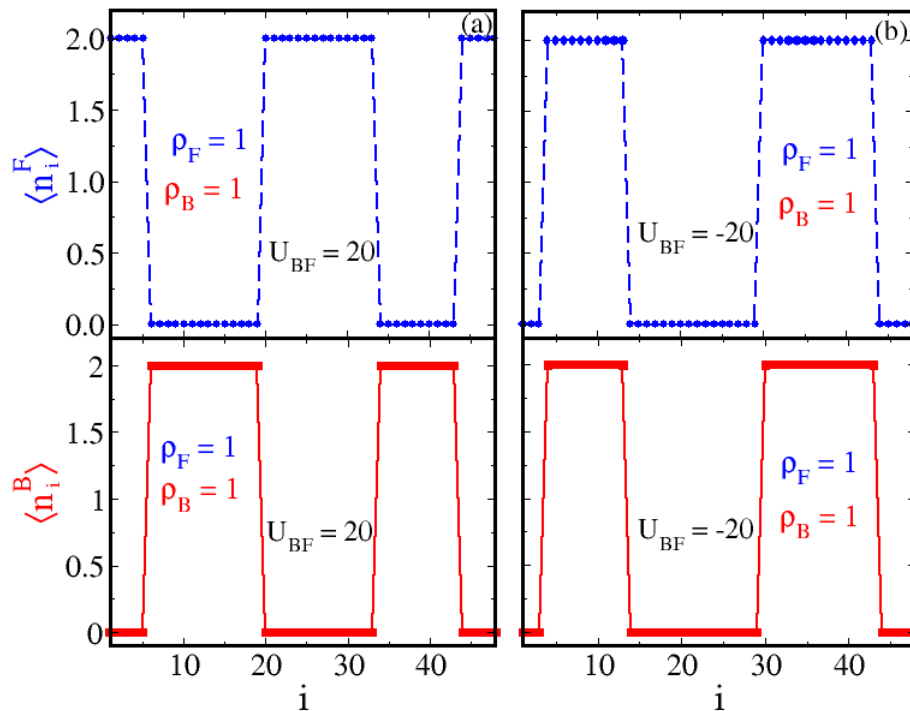 (a)
2.0
1.5
1.0
0.5
0.0
⟨n_i^F⟩
ρ_F = 1
ρ_B = 1
U_BF = 20
(b)
ρ_F = 1
ρ_B = 1
U_BF = -20
2
1.5
1
0.5
0
⟨n_i^B⟩
ρ_F = 1
ρ_B = 1
U_BF = 20
10 20 30 40
i
ρ_F = 1
U_BF = -20
ρ_B = 1
10 20 30 40
i